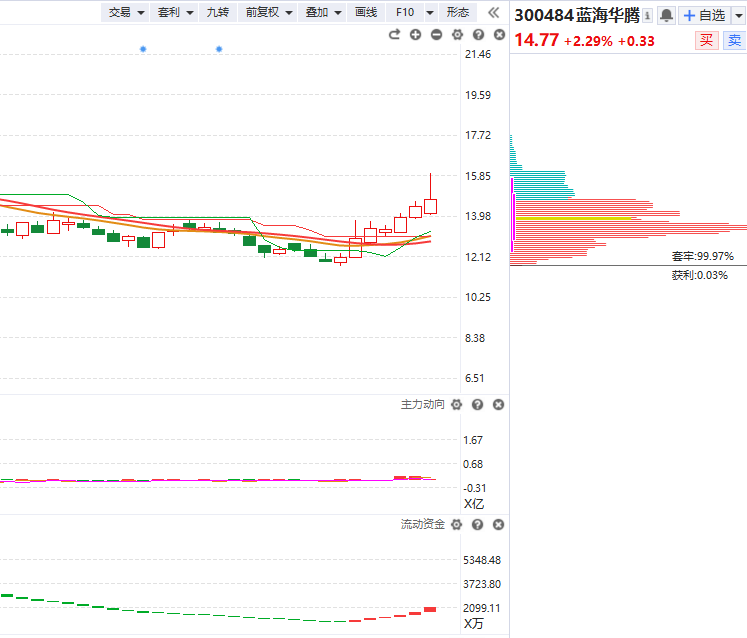 交易 套利 九转 前复权 叠加 画线 F10 形态
300484 蓝海华腾 自选
14.77 +2.29% +0.33 买 卖
21.46
19.59
17.72
15.85
13.98
12.12
10.25
8.38
6.51
套牢:99.97%
获利:0.03%
主力动向
1.67
0.68
-0.31
X亿
流动资金
5348.48
3723.80
2099.11
X万